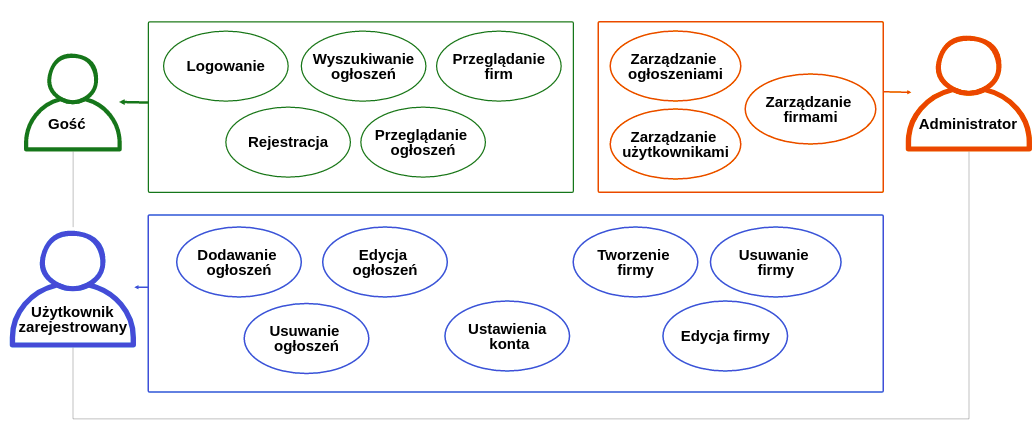 Gość
Logowanie
Wyszukiwanie
ogłoszeń
Przeglądanie
firm
Rejestracja
Przeglądanie
ogłoszeń
Zarządzanie
ogłoszeniami
Zarządzanie
firmami
Zarządzanie
użytkownikami
Administrator
Użytkownik
zarejestrowany
Dodawanie
ogłoszeń
Edycja
ogłoszeń
Tworzenie
firmy
Usuwanie
firmy
Usuwanie
ogłoszeń
Ustawienia
konta
Edycja firmy